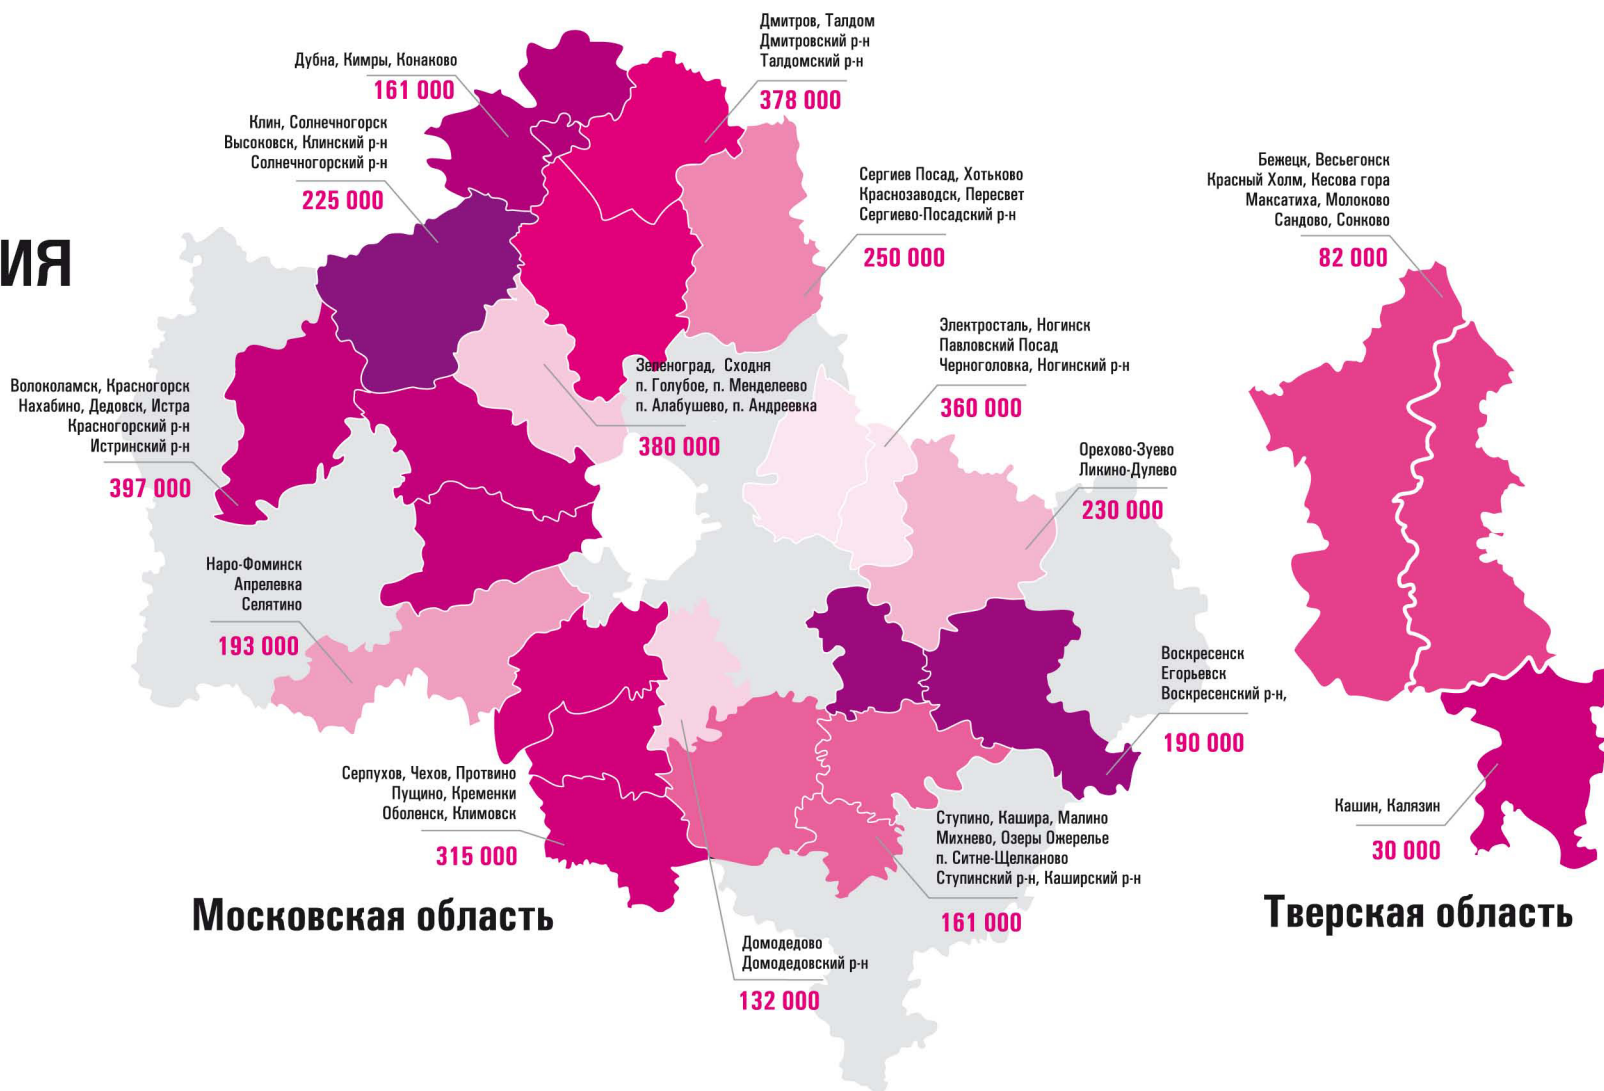 ИЯ
Дубна, Кимры, Конаково
161 000
Дмитров, Талдом
Дмитровский р-н
Талдомский р-н
378 000
Клин, Солнечногорск
Высоковск, Клинский р-н
Солнечногорский р-н
225 000
Сергиев Посад, Хотьково
Краснозаводск, Пересвет
Сергиево-Посадский р-н
250 000
Электросталь, Ногинск
Павловский Посад
Черноголовка, Ногинский р-н
360 000
Зеленоград, Сходня
п. Голубое, п. Менделеево
п. Алабушево, п. Андреевка
380 000
Волоколамск, Красногорск
Нахабино, Дедовск, Истра
Красногорский р-н
Истринский р-н
397 000
Орехово-Зуево
Ликино-Дулево
230 000
Наро-Фоминск
Апрелевка
Селятино
193 000
Воскресенск
Егорьевск
Воскресенский р-н,
190 000
Серпухов, Чехов, Протвино
Пущино, Кременки
Оболенск, Климовск
315 000
Ступино, Кашира, Малино
Михнево, Озеры Ожерелье
п. Ситне-Щелканово
Ступинский р-н, Каширский р-н
161 000
Домодедово
Домодедовский р-н
132 000
Московская область
Бежецк, Весьегонск
Красный Холм, Кесова гора
Максатиха, Молоково
Сандово, Сонково
82 000
Кашин, Калязин
30 000
Тверская область